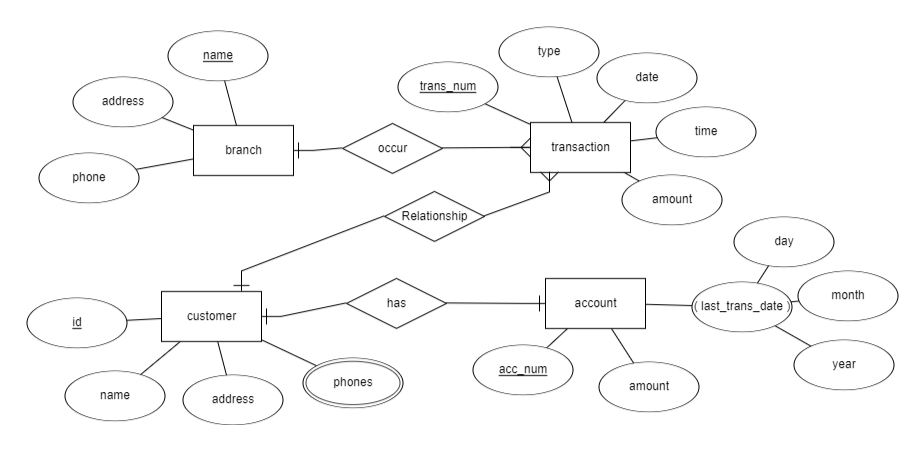 name
type
date
trans_num
address
time
branch
occur
transaction
phone
amount
Relationship
day
month
( last_trans_date )
has
account
customer
id
year
acc_num
phones
amount
name
address